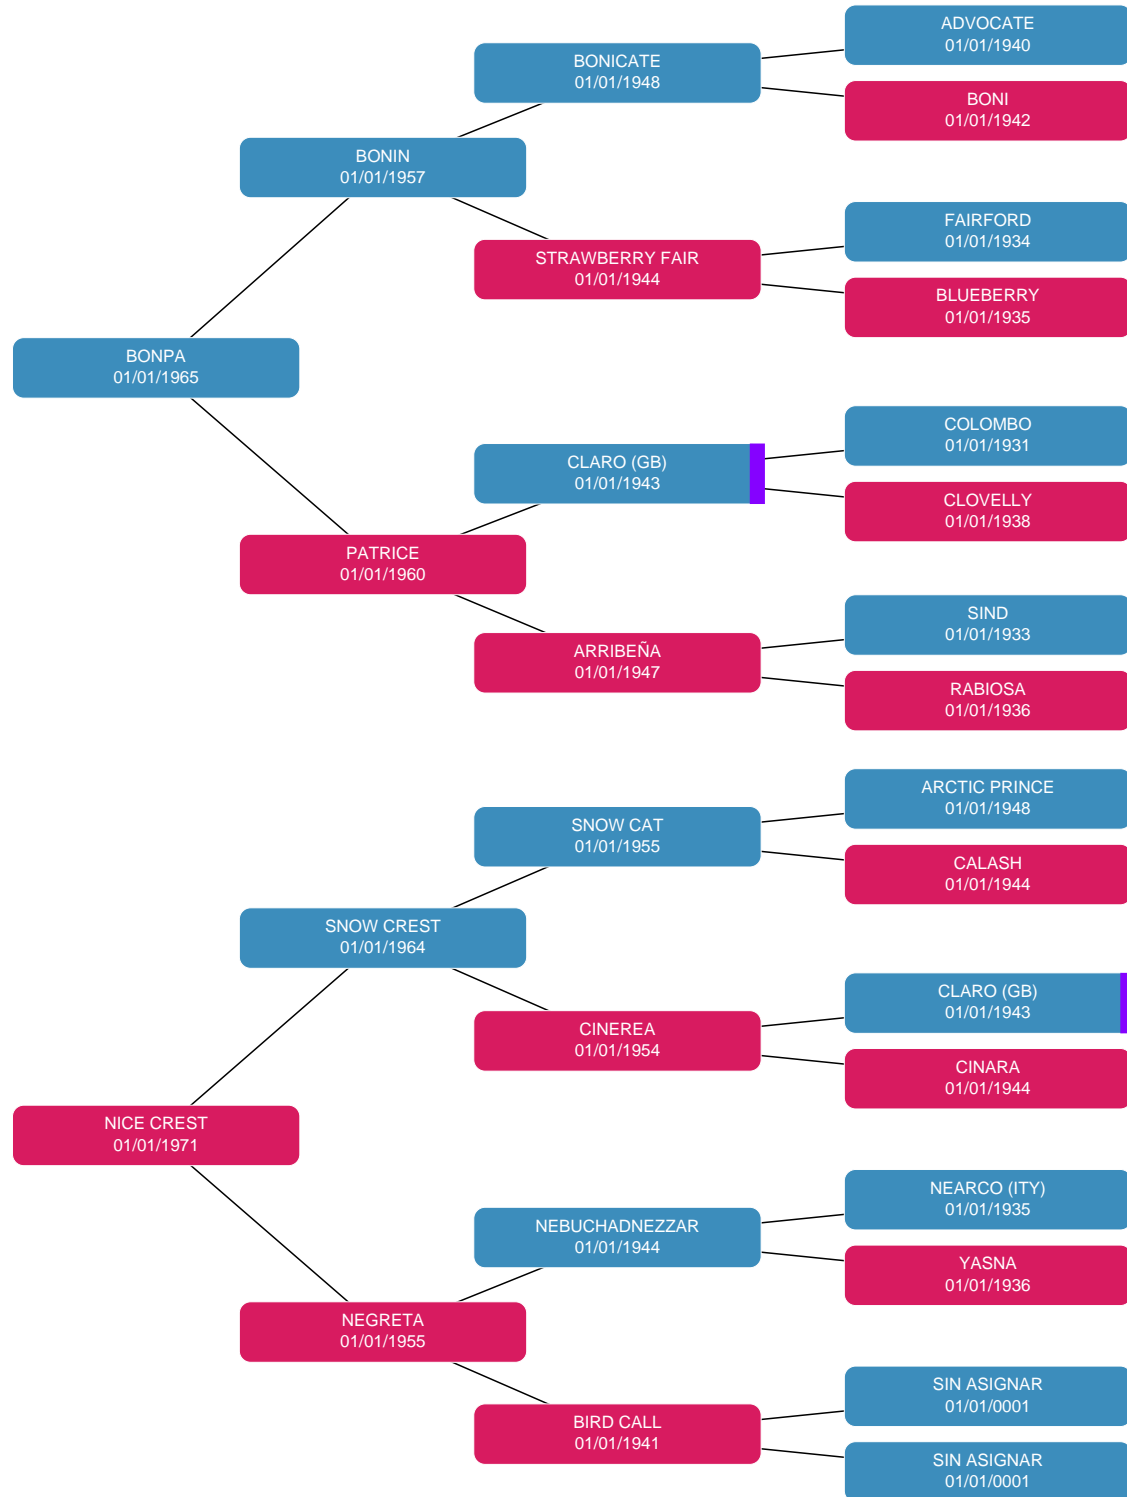 ADVOCATE
01/01/1940
BONICATE
01/01/1948
BONI
01/01/1942
BONIN
01/01/1957
FAIRFORD
01/01/1934
STRAWBERRY FAIR
01/01/1944
BLUEBERRY
01/01/1935
BONPA
01/01/1965
COLOMBO
01/01/1931
CLARO (GB)
01/01/1943
CLOVELLY
01/01/1938
PATRICE
01/01/1960
SIND
01/01/1933
ARRIBEÑA
01/01/1947
RABIOSA
01/01/1936
ARCTIC PRINCE
01/01/1948
SNOW CAT
01/01/1955
CALASH
01/01/1944
SNOW CREST
01/01/1964
CLARO (GB)
01/01/1943
CINEREA
01/01/1954
CINARA
01/01/1944
NICE CREST
01/01/1971
NEARCO (ITY)
01/01/1935
NEBUCHADNEZZAR
01/01/1944
YASNA
01/01/1936
NEGRETA
01/01/1955
SIN ASIGNAR
01/01/0001
BIRD CALL
01/01/1941
SIN ASIGNAR
01/01/0001